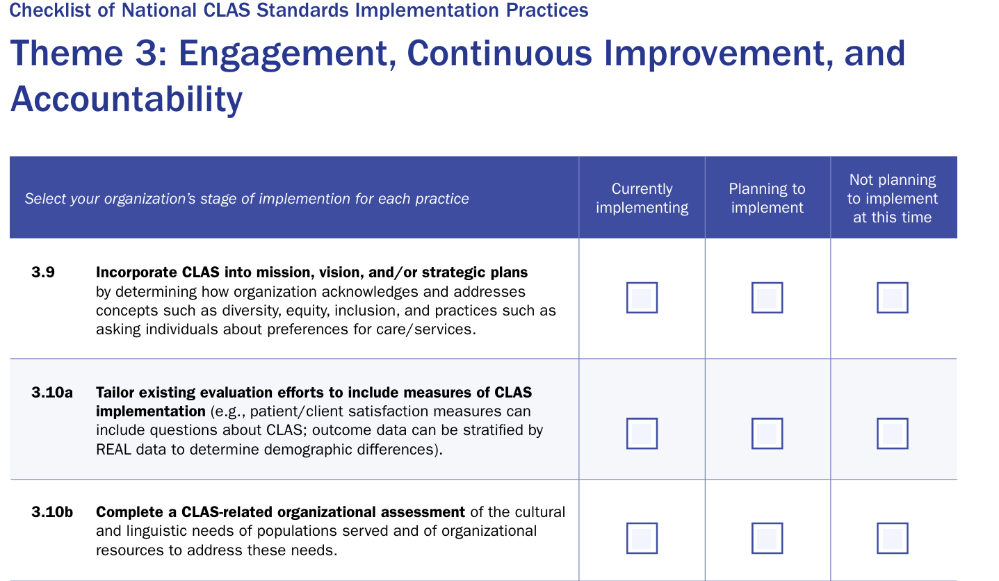 Checklist of National CLAS Standards Implementation Practices
Theme 3: Engagement, Continuous Improvement, and
Accountability
Select your organization's stage of implemention for each practice
Currently
implementing
Planning to
implement
Not planning
to implement
at this time
3.9 Incorporate CLAS into mission, vision, and/or strategic plans
by determining how organization acknowledges and addresses
concepts such as diversity, equity, inclusion, and practices such as
asking individuals about preferences for care/services.
3.10a Tailor existing evaluation efforts to include measures of CLAS
implementation (e.g., patient/client satisfaction measures can
include questions about CLAS; outcome data can be stratified by
REAL data to determine demographic differences).
3.10b Complete a CLAS-related organizational assessment of the cultural
and linguistic needs of populations served and of organizational
resources to address these needs.